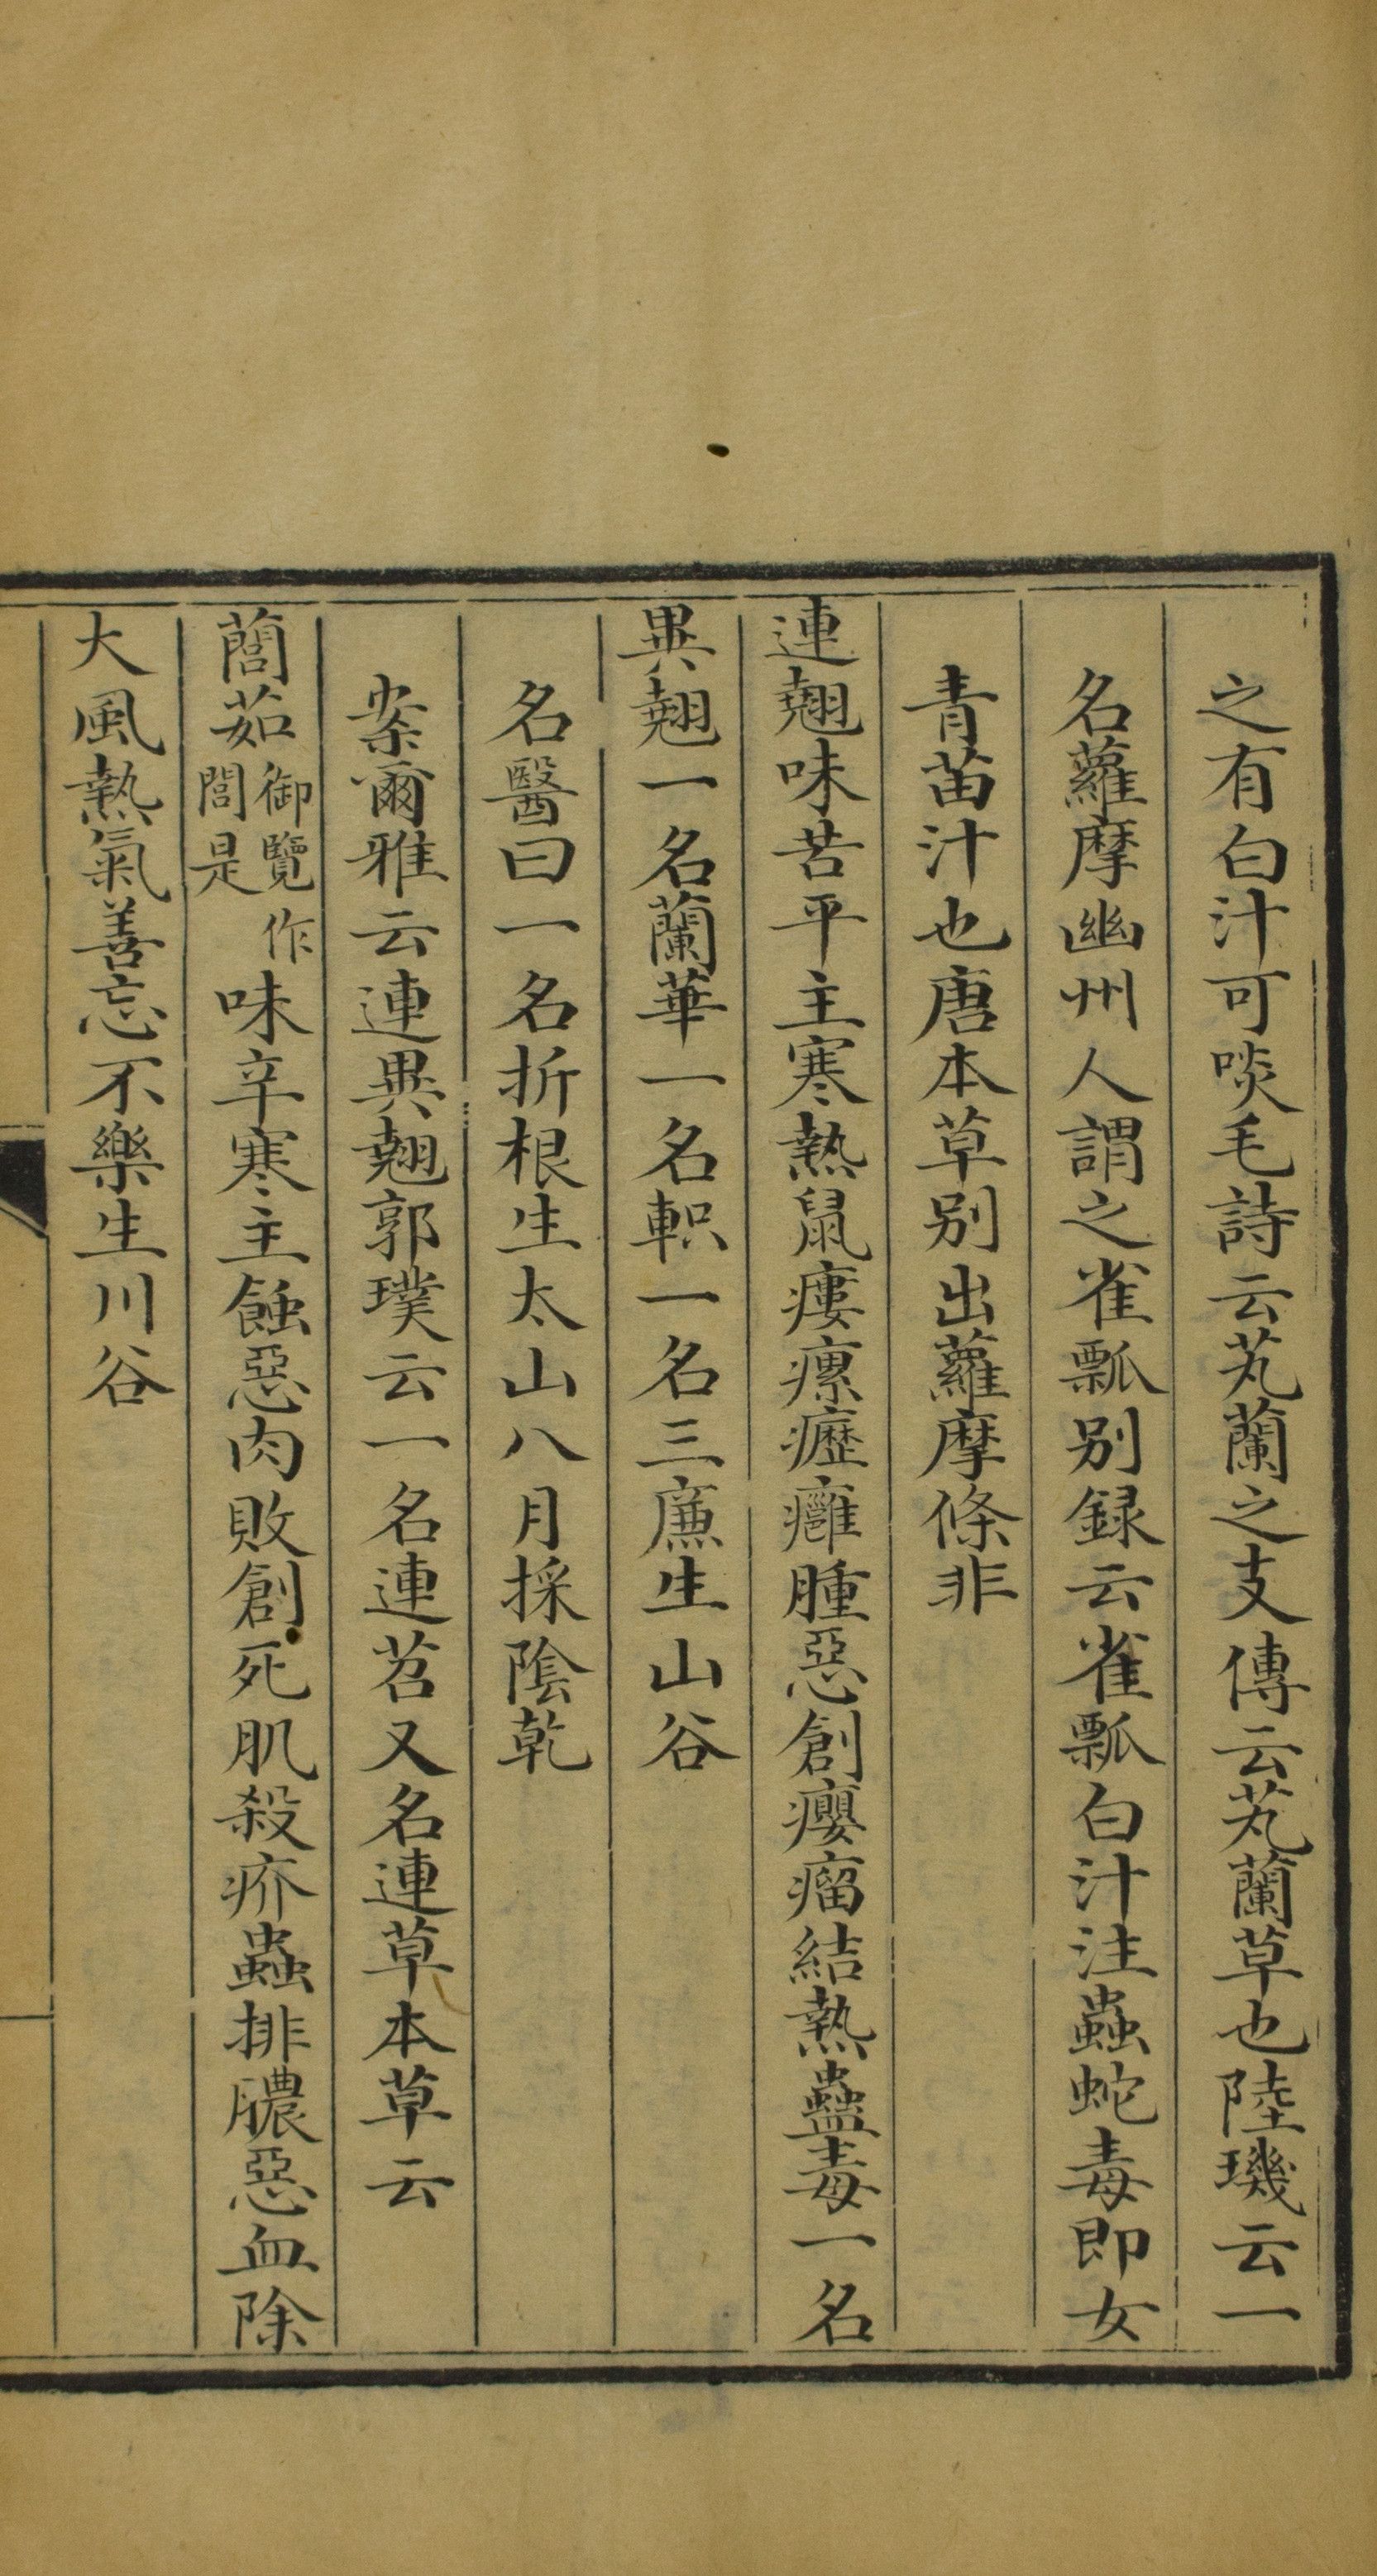 之有白汁可啖毛詩云芄蘭之支傳云芄蘭草也陸璣云一
名蘿摩幽州人謂之雀瓢别録云雀瓢白汁注蟲蛇毒即女
青苗汁也唐本草别出蘿摩條非
連翹味苦平主寒熱鼠瘻瘰癧癰腫惡創癭瘤結熱蠱毒一名
異翹一名蘭華一名軹一名三廉生山谷
名醫曰一名折根生太山八月採陰乾
案爾雅云連異翹郭璞云一名連苕又名連草本草云
蕳茹御覽作閭是味辛寒主蝕惡肉敗創死肌殺疥蟲排膿惡血除
大風熱氣善忘不樂生川谷